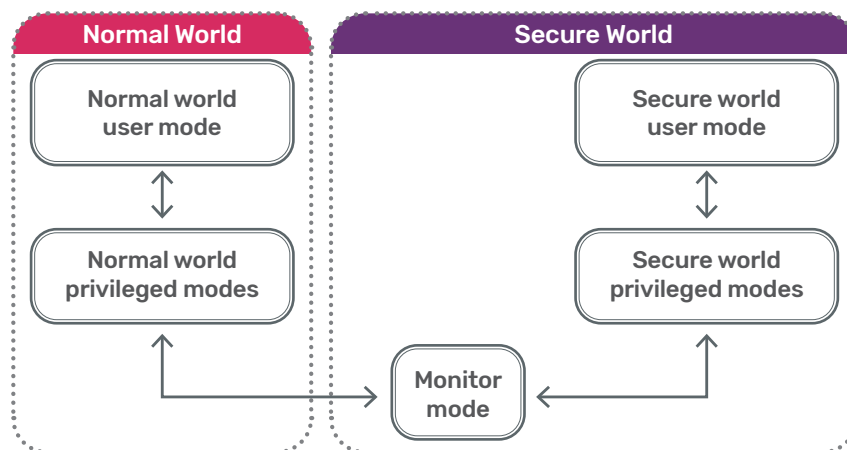 Normal World
Secure World
Normal world
user mode
Secure world
user mode
Normal world
privileged modes
Secure world
privileged modes
Monitor
mode